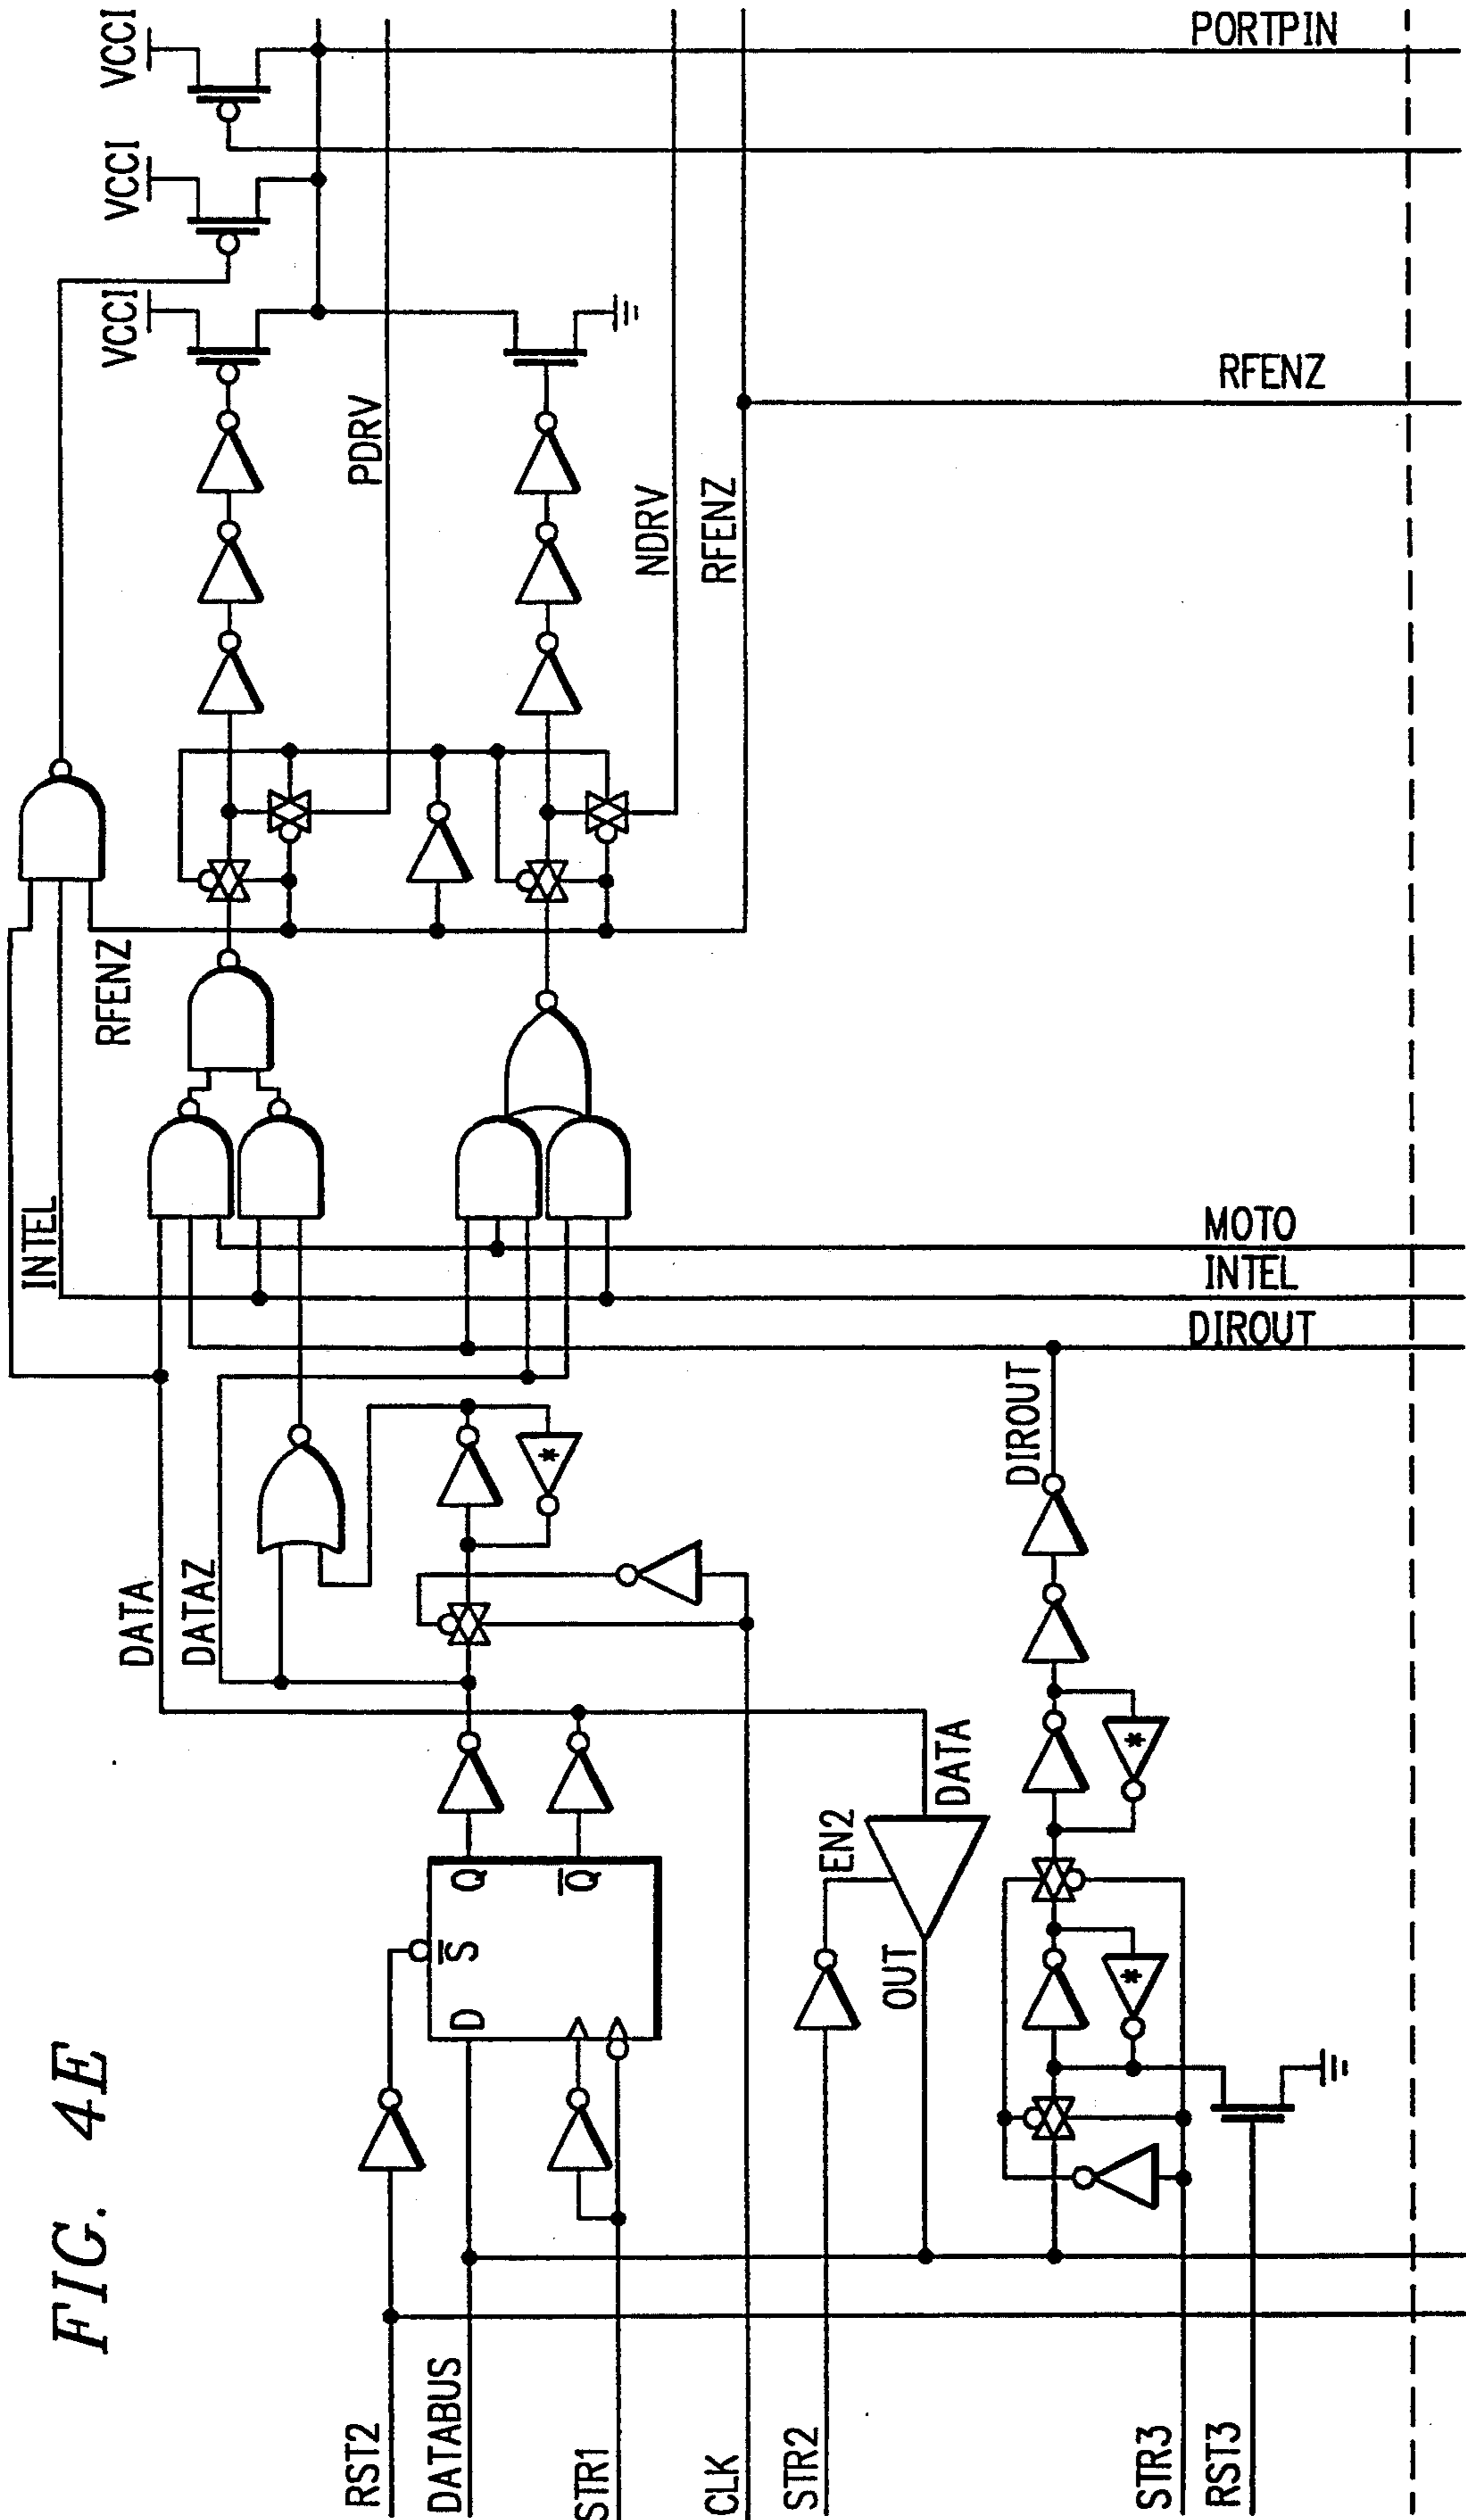 FIG. 4E
RST2
DATABUS
STR1
CLK
STR2
STR3
RST3
D
S
Q
Q
EN2
OUT
DATA
DATA
DATAZ
INTEL
RFENZ
DIROUT
DIROUT
INTEL
MOTO
*
*
*
PDRV
NDRV
RFENZ
RFENZ
VCCI
VCCI
VCCI
PORTPIN